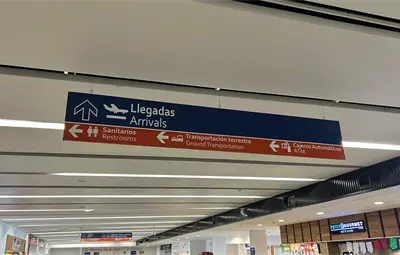 Llegadas
Arrivals
Sanitarios
Restrooms
Transportación terrestre
Ground Transportation
Cajeros Automáticos
ATM